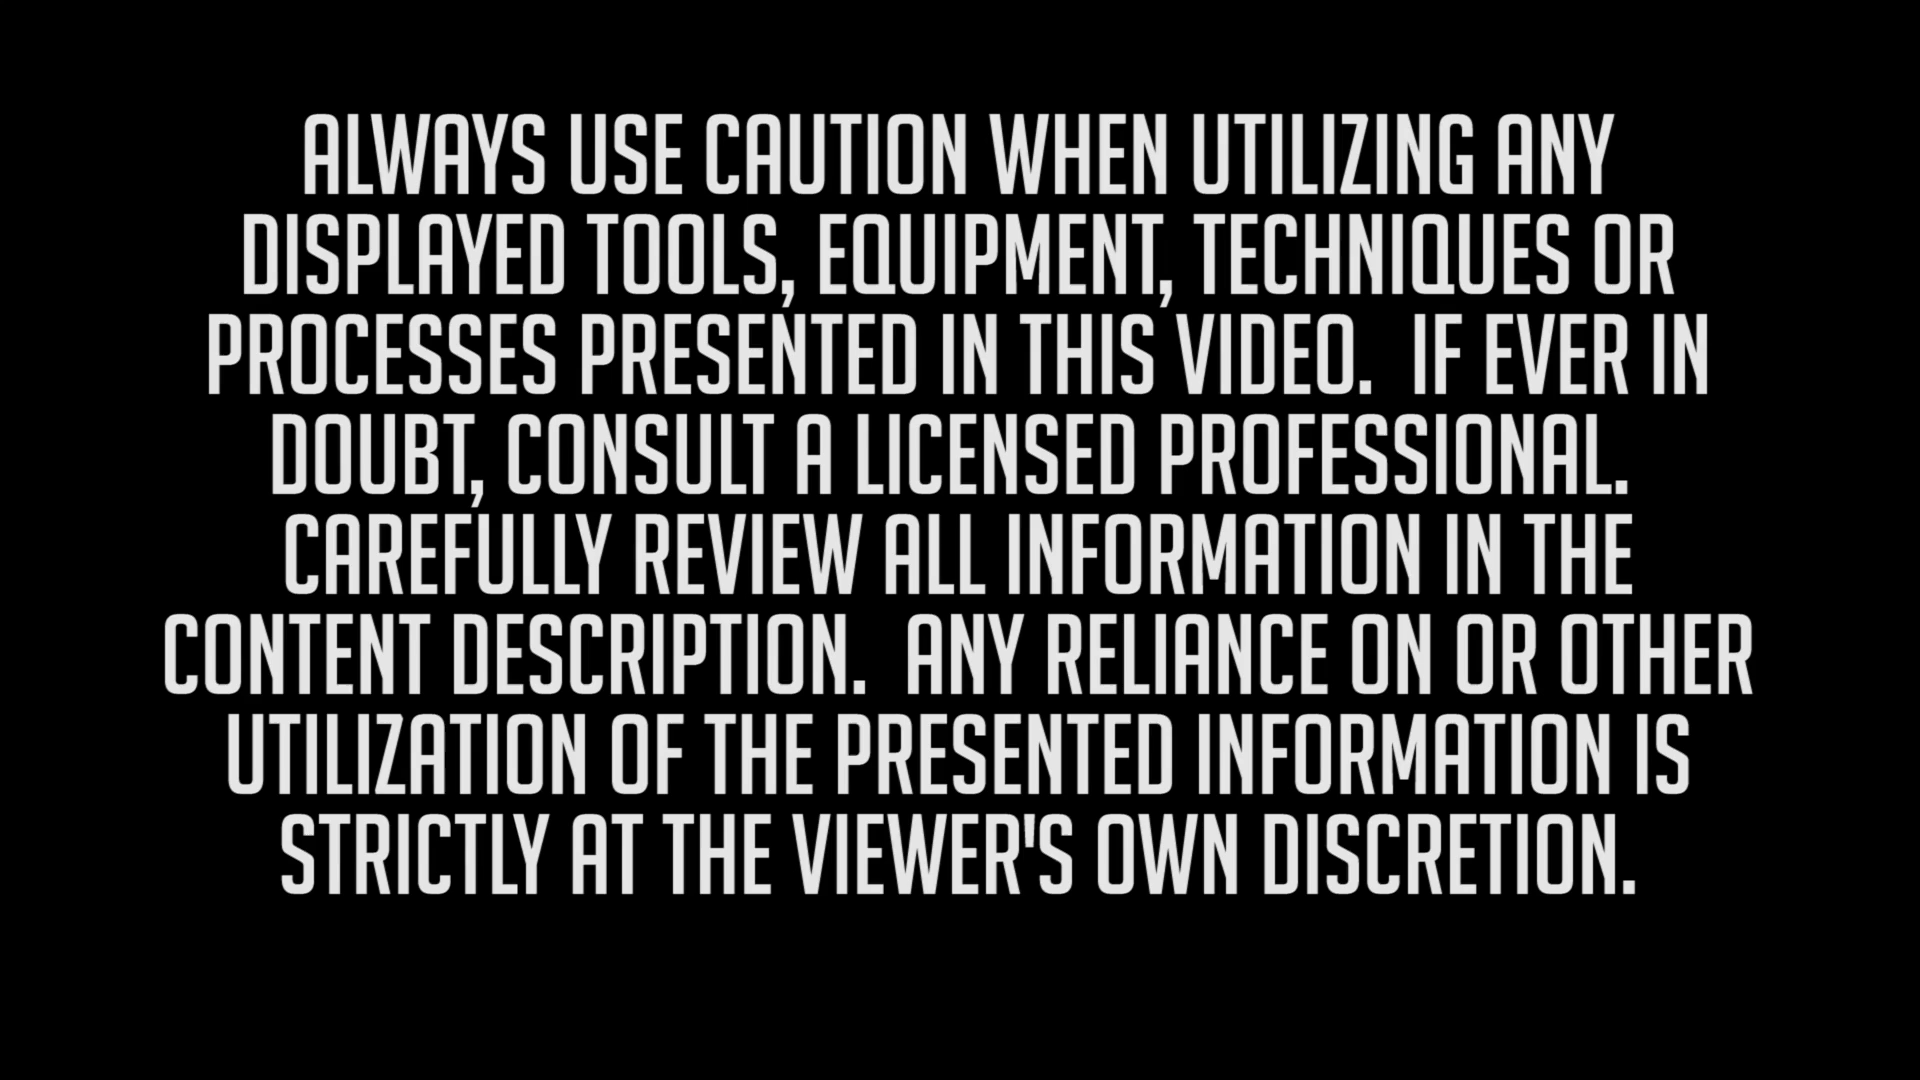 ALWAYS USE CAUTION WHEN UTILIZING ANY
DISPLAYED TOOLS, EQUIPMENT, TECHNIQUES OR
PROCESSES PRESENTED IN THIS VIDEO.  IF EVER IN
DOUBT, CONSULT A LICENSED PROFESSIONAL.
CAREFULLY REVIEW ALL INFORMATION IN THE
CONTENT DESCRIPTION.  ANY RELIANCE ON OR OTHER
UTILIZATION OF THE PRESENTED INFORMATION IS
STRICTLY AT THE VIEWER'S OWN DISCRETION.